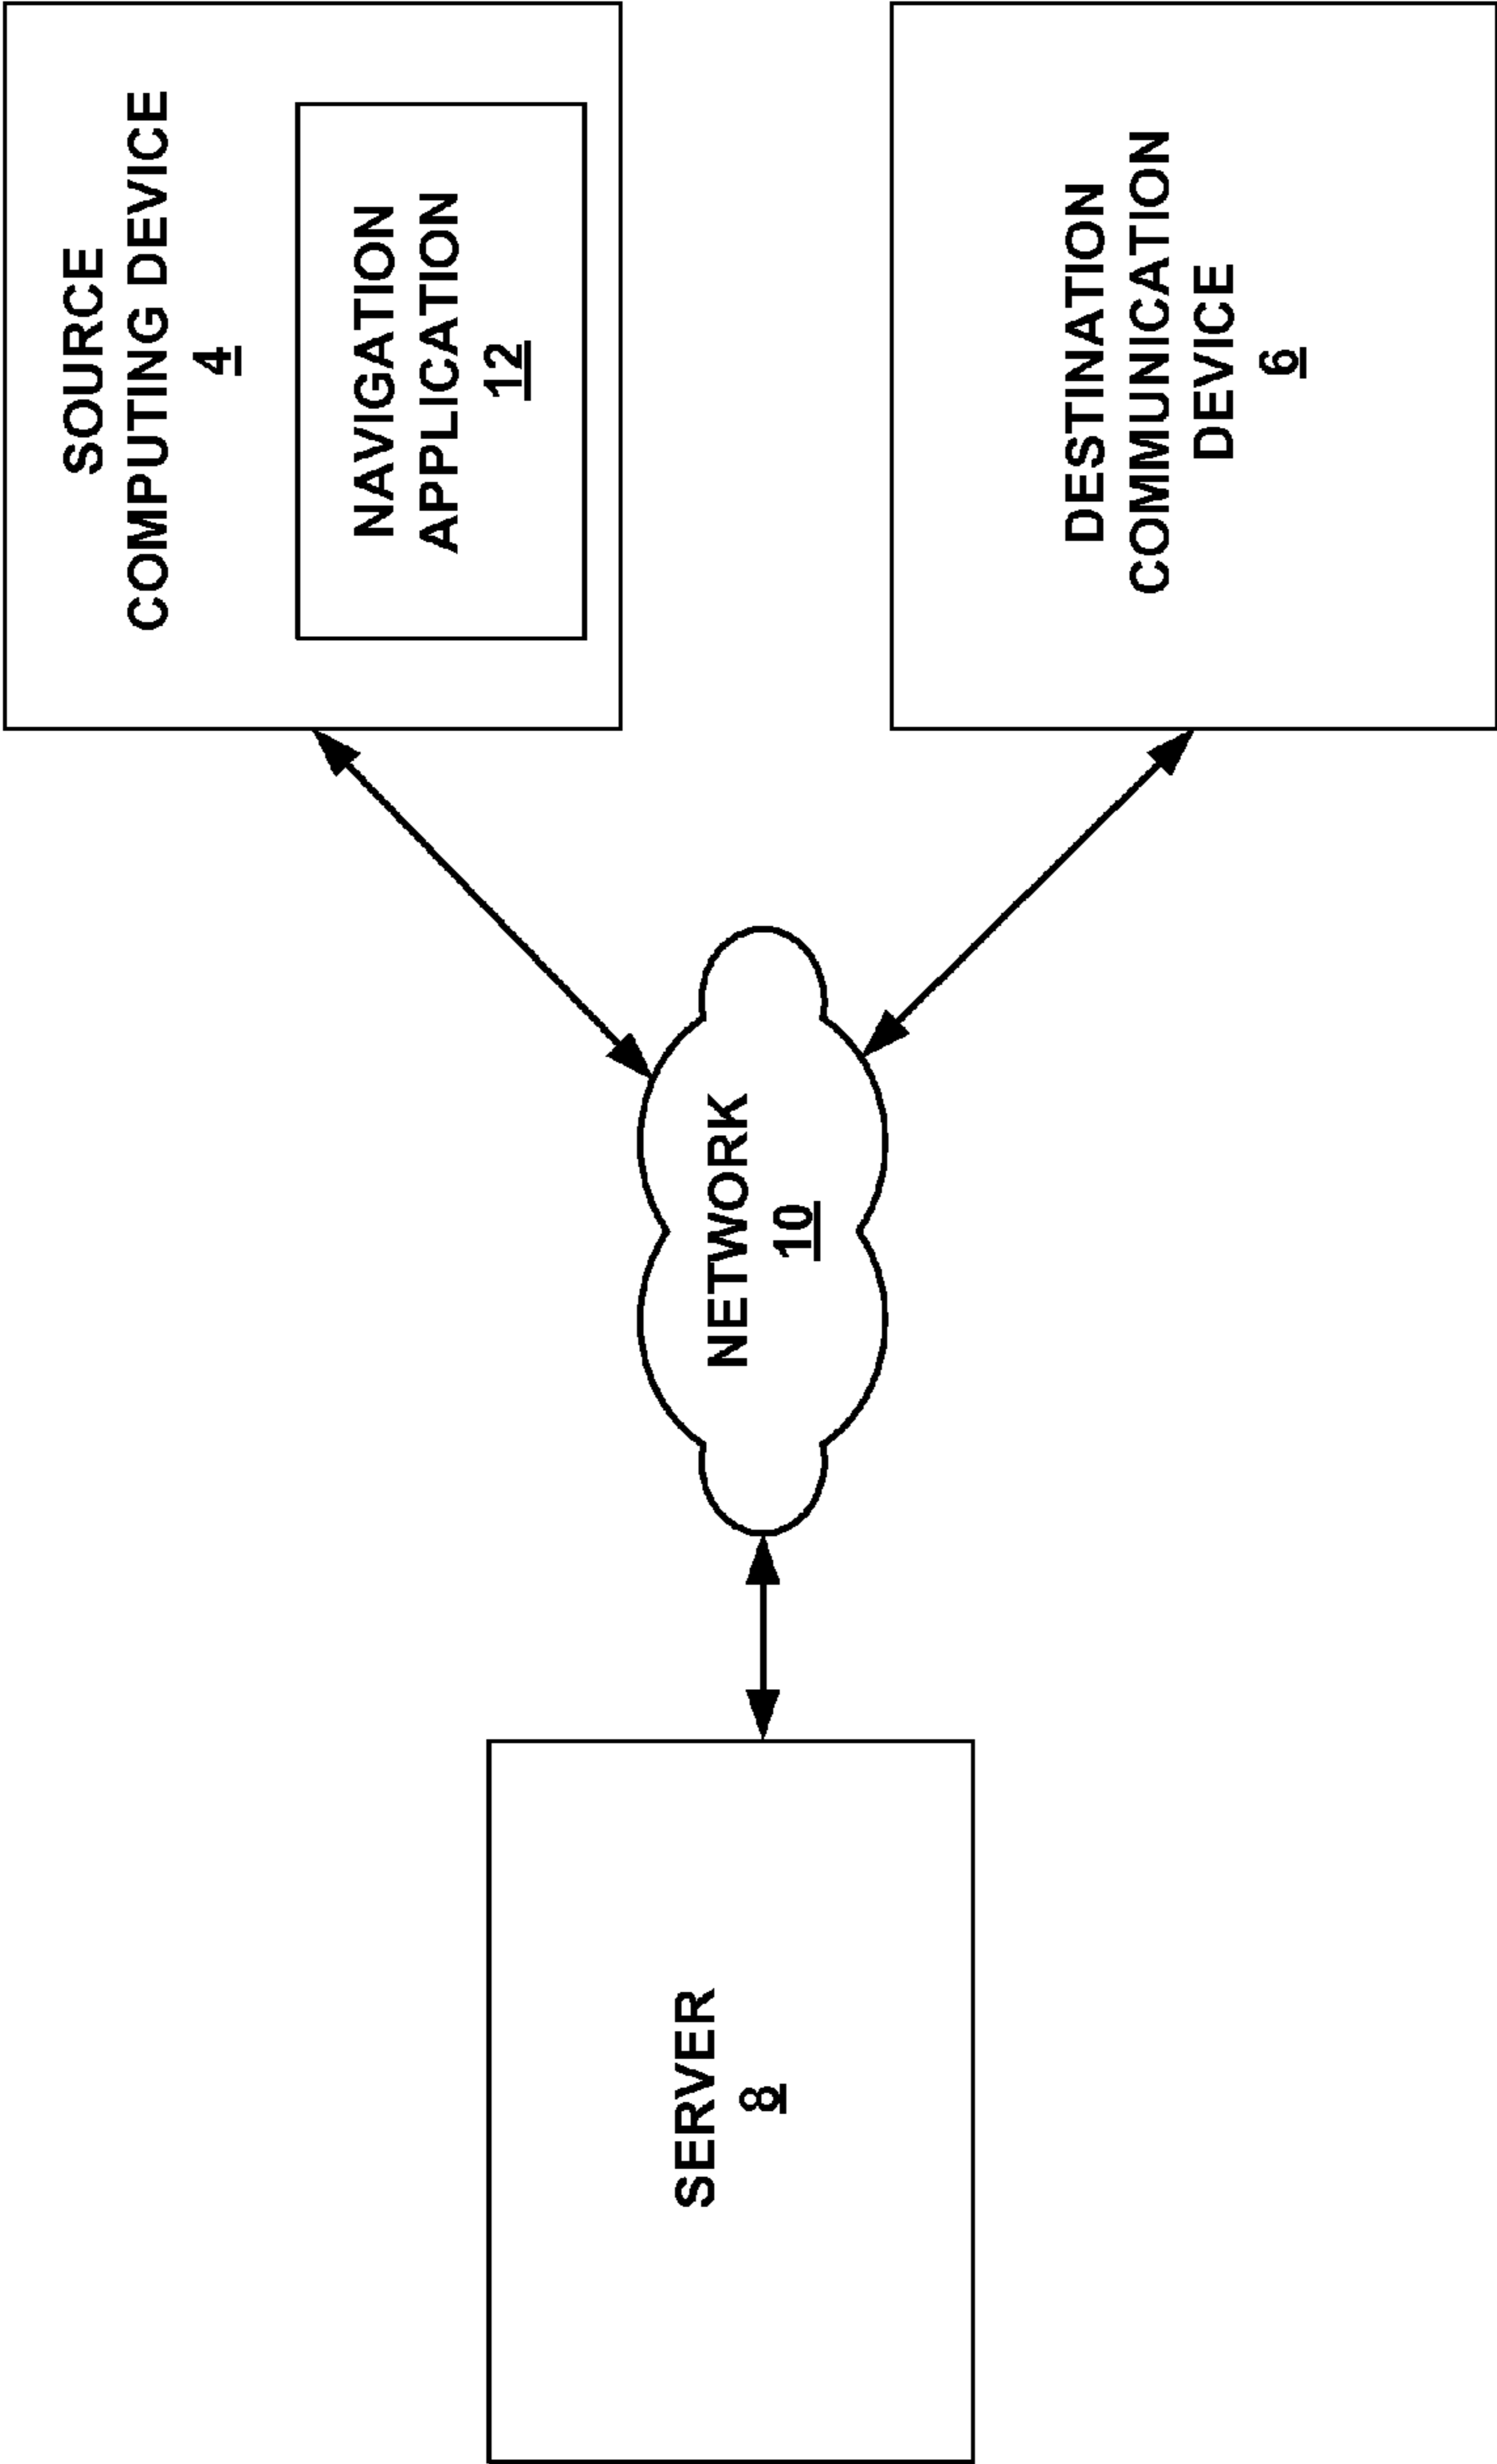 SOURCE
COMPUTING DEVICE
4
NAVIGATION
APPLICATION
12
NETWORK
10
SERVER
8
DESTINATION
COMMUNICATION
DEVICE
6